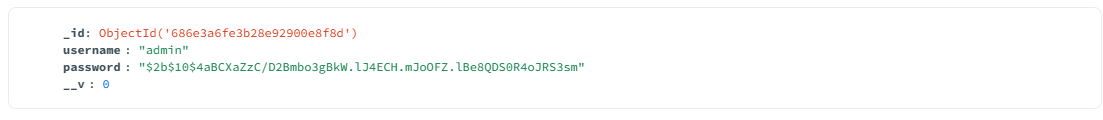 _id: ObjectId('686e3a6fe3b28e92900e8f8d')
username : "admin"
password : "$2b$10$4aBCXaZzC/D2Bmbo3gBkW.lJ4ECH.mJoOFZ.lBe8QDS0R4oJRS3sm"
__v : 0